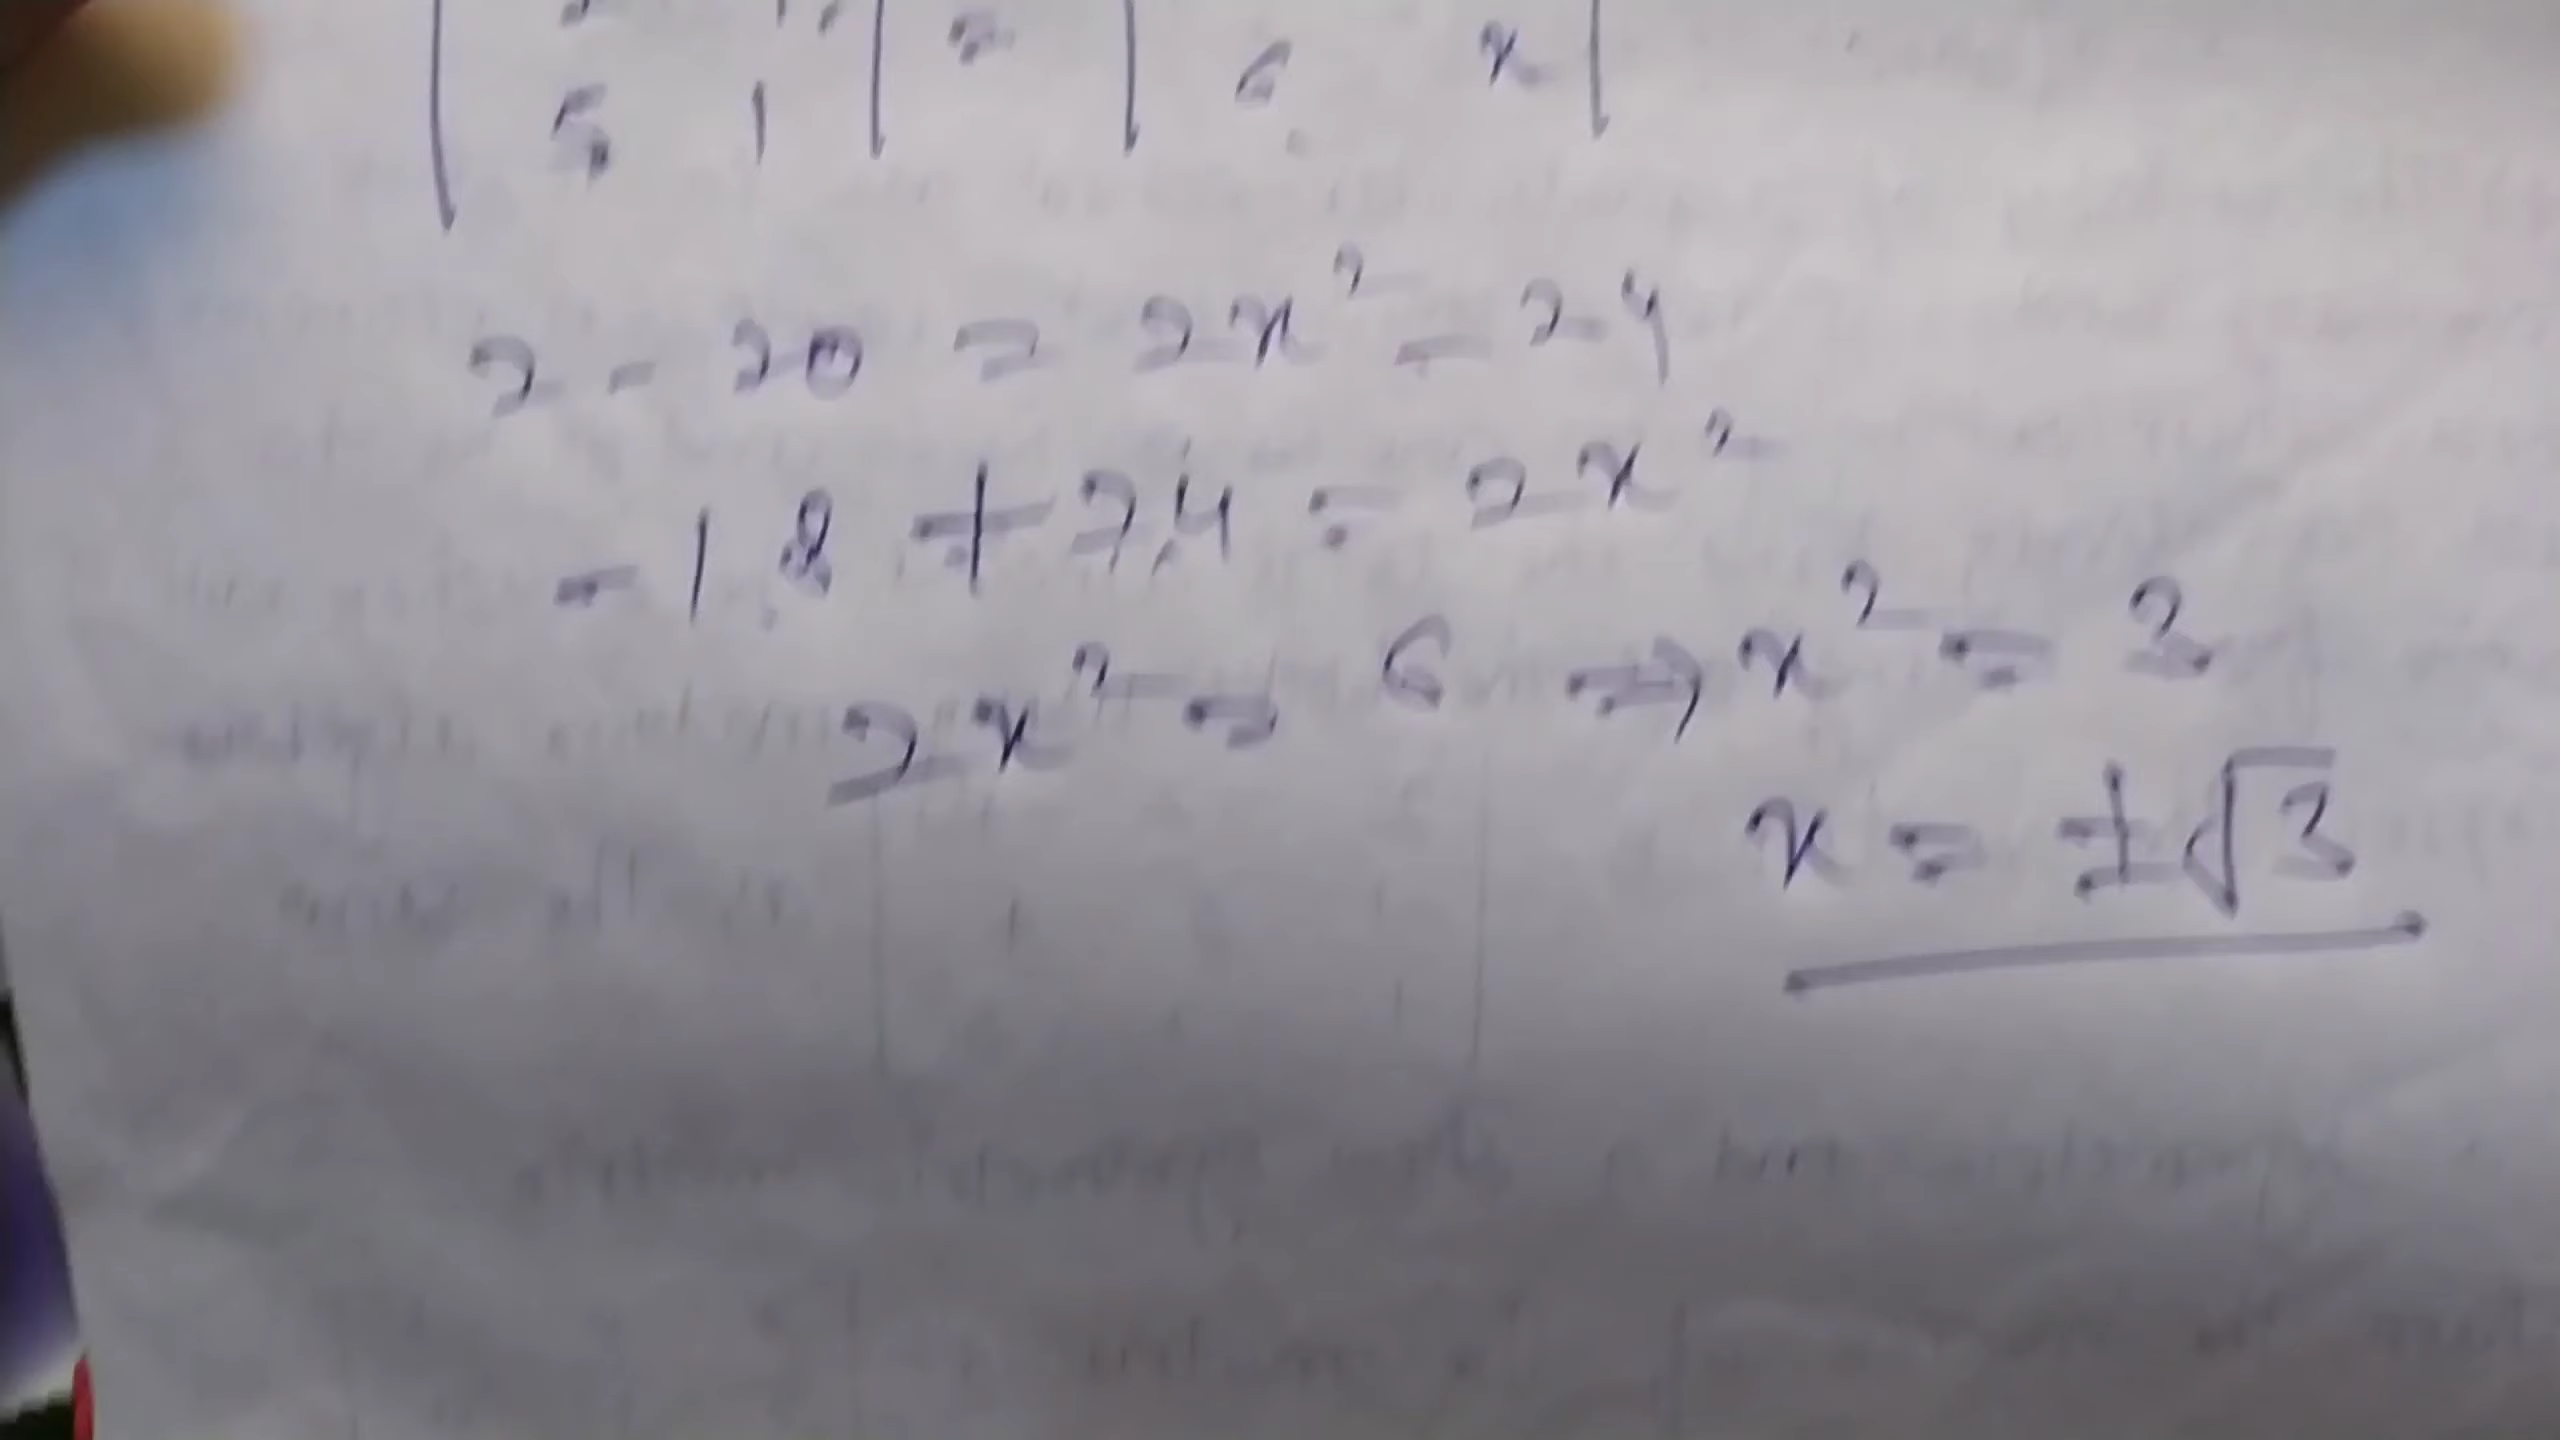 | 5 1 | = | 6 x |
2 - 20 = 2x² - 24
-18 + 24 = 2x²
2x² = 6 ⇒ x² = 3
x = ±√3